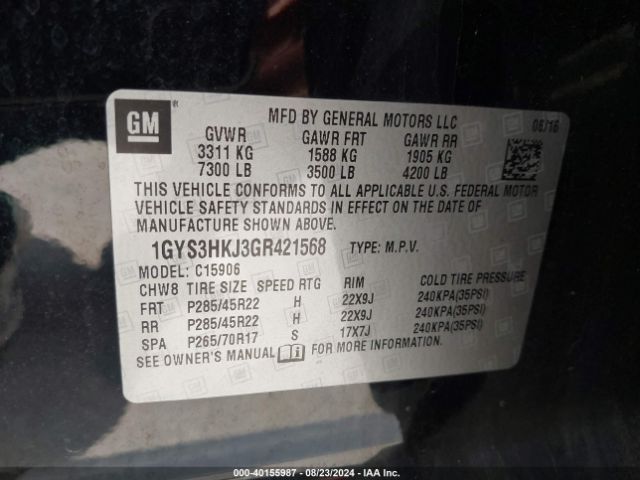 GM
MFD BY GENERAL MOTORS LLC 06/16
GVWR GAWR FRT GAWR RR
3311 KG 1588 KG 1905 KG
7300 LB 3500 LB 4200 LB
THIS VEHICLE CONFORMS TO ALL APPLICABLE U.S. FEDERAL MOTOR
VEHICLE SAFETY STANDARDS IN EFFECT ON THE DATE OF
MANUFACTURE SHOWN ABOVE.
1GYS3HKJ3GR421568 TYPE: M.P.V.
MODEL: C15906
CHW8 TIRE SIZE SPEED RTG RIM COLD TIRE PRESSURE
FRT P285/45R22 H 22X9J 240KPA(35PSI)
RR P285/45R22 H 22X9J 240KPA(35PSI)
SPA P265/70R17 S 17X7J 240KPA(35PSI)
SEE OWNER'S MANUAL FOR MORE INFORMATION.
000-40155987 - 08/23/2024 - IAA Inc.